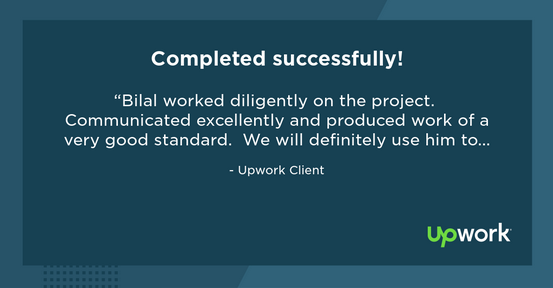 Completed successfully!
“Bilal worked diligently on the project.
Communicated excellently and produced work of a
very good standard.  We will definitely use him to...
- Upwork Client
upwork